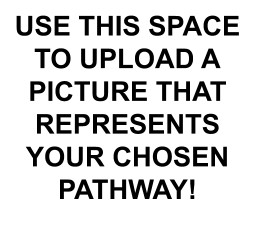 USE THIS SPACE
TO UPLOAD A
PICTURE THAT
REPRESENTS
YOUR CHOSEN
PATHWAY!